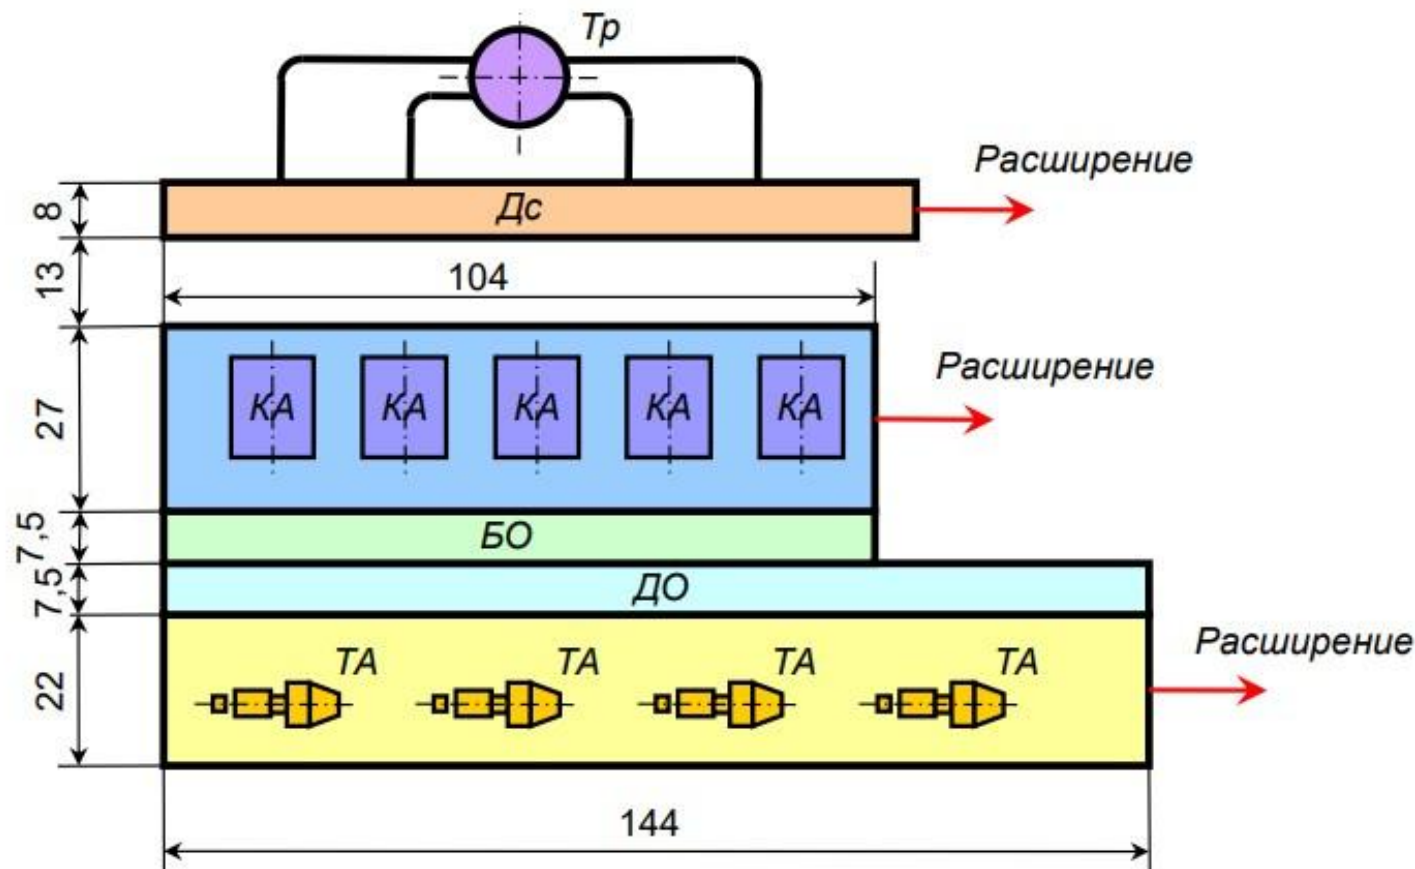 Тр
Расширение
8
Дс
13
104
Расширение
27
КА КА КА КА КА
7,5
БО
7,5
ДО
Расширение
22
ТА ТА ТА ТА
144